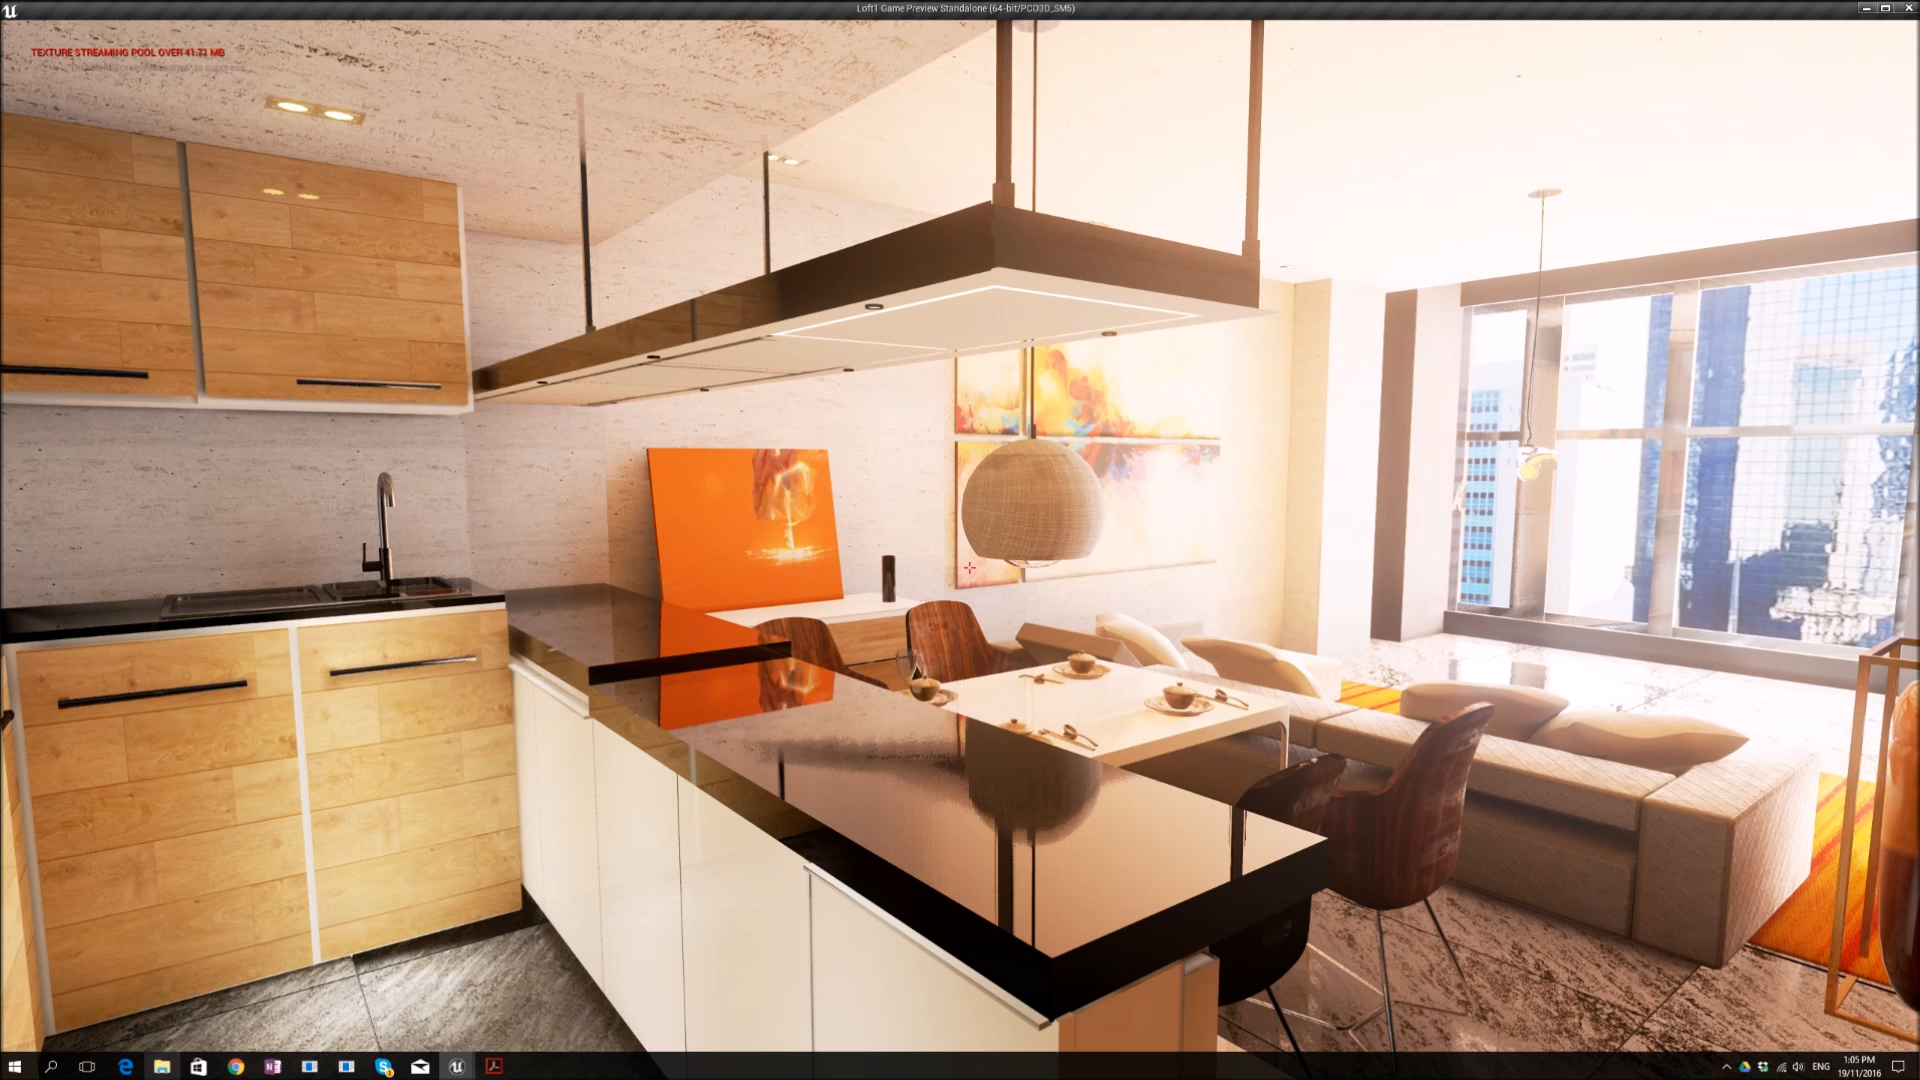 Loft1 Game Preview Standalone (64-bit/PCD3D_SM5)
TEXTURE STREAMING POOL OVER 41.71 MB
ENG
1:05 PM
19/11/2016